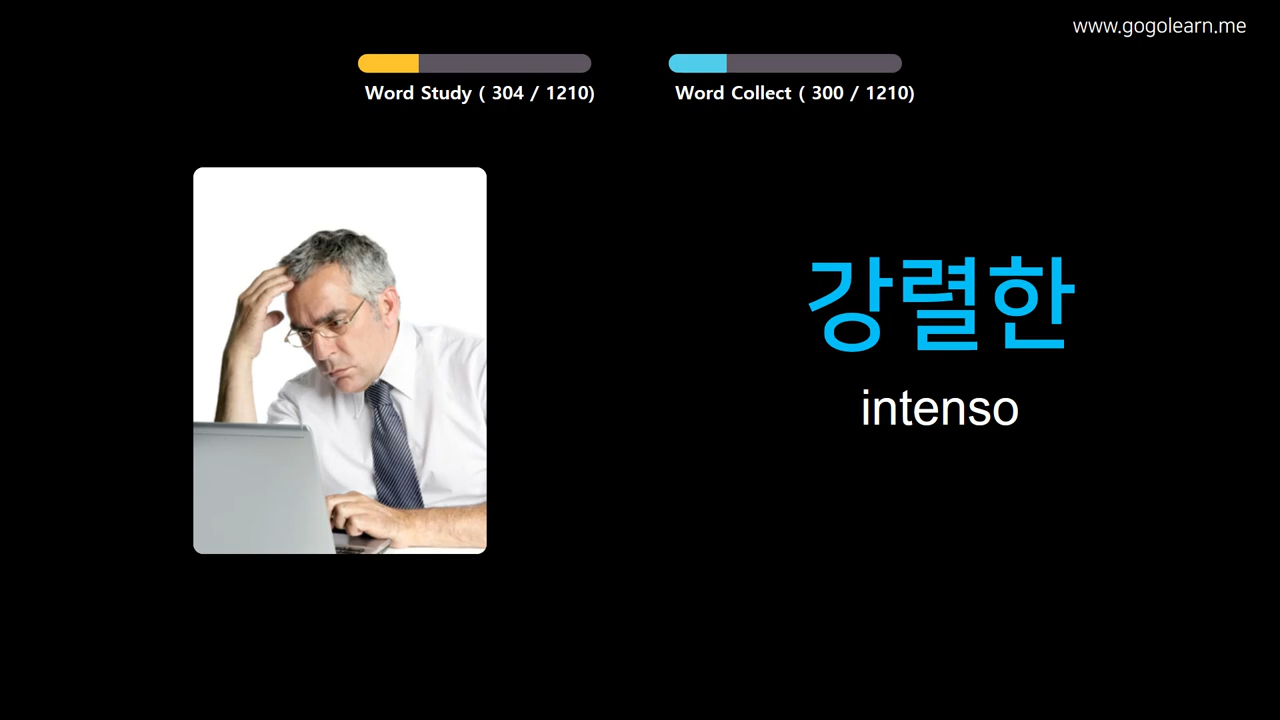 www.gogolearn.me
Word Study ( 304 / 1210)
Word Collect ( 300 / 1210)
강렬한
intenso